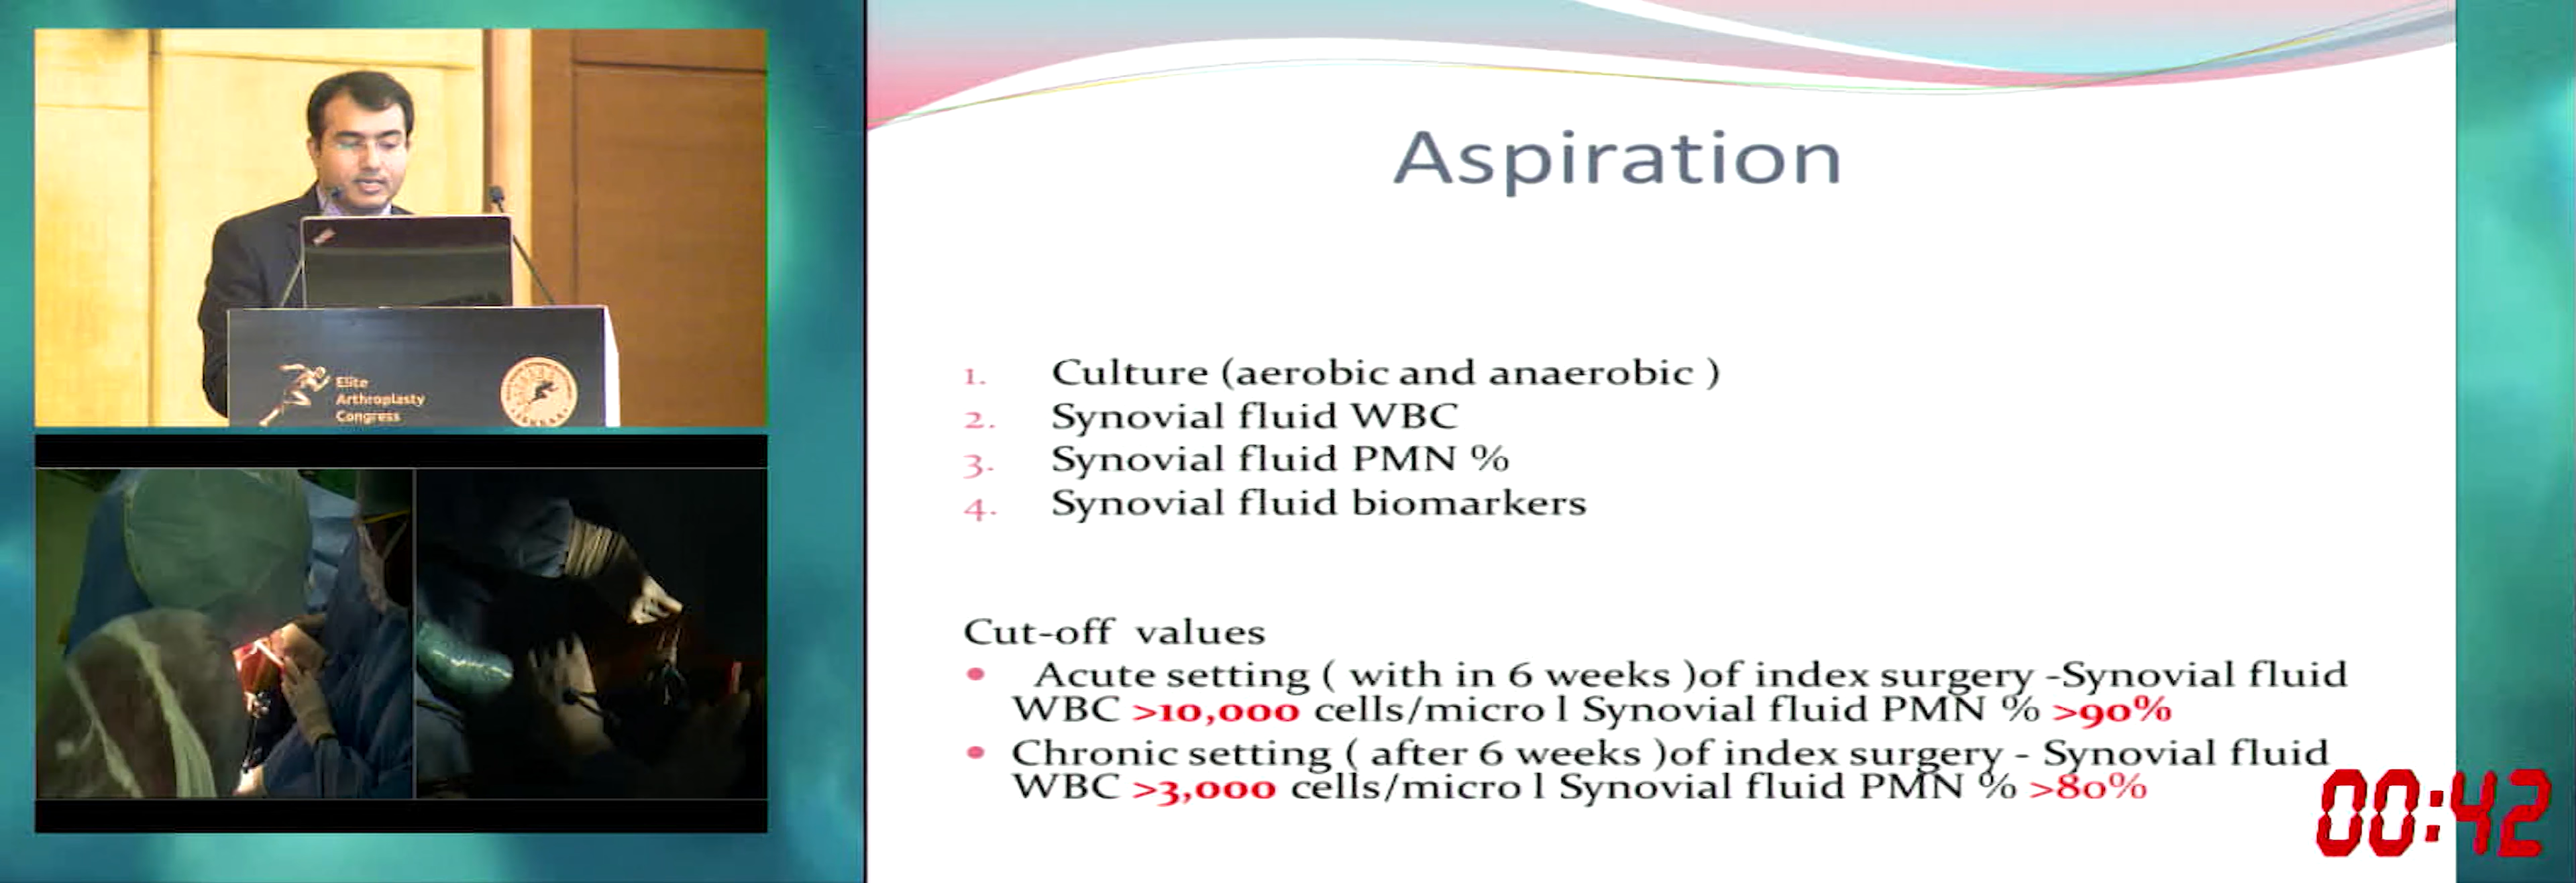 Elite
Arthroplasty
Congress
Aspiration
1. Culture (aerobic and anaerobic )
2. Synovial fluid WBC
3. Synovial fluid PMN %
4. Synovial fluid biomarkers
Cut-off values
• Acute setting ( with in 6 weeks )of index surgery -Synovial fluid
WBC >10,000 cells/micro l Synovial fluid PMN % >90%
• Chronic setting ( after 6 weeks )of index surgery - Synovial fluid
WBC >3,000 cells/micro l Synovial fluid PMN % >80%
00:42